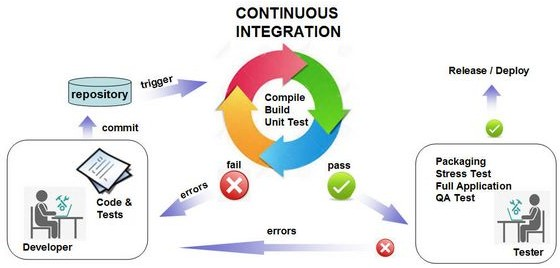 CONTINUOUS
INTEGRATION
repository
trigger
Compile
Build
Unit Test
Release / Deploy
commit
fail
pass
Code &
Tests
errors
Developer
Packaging
Stress Test
Full Application
QA Test
errors
Tester